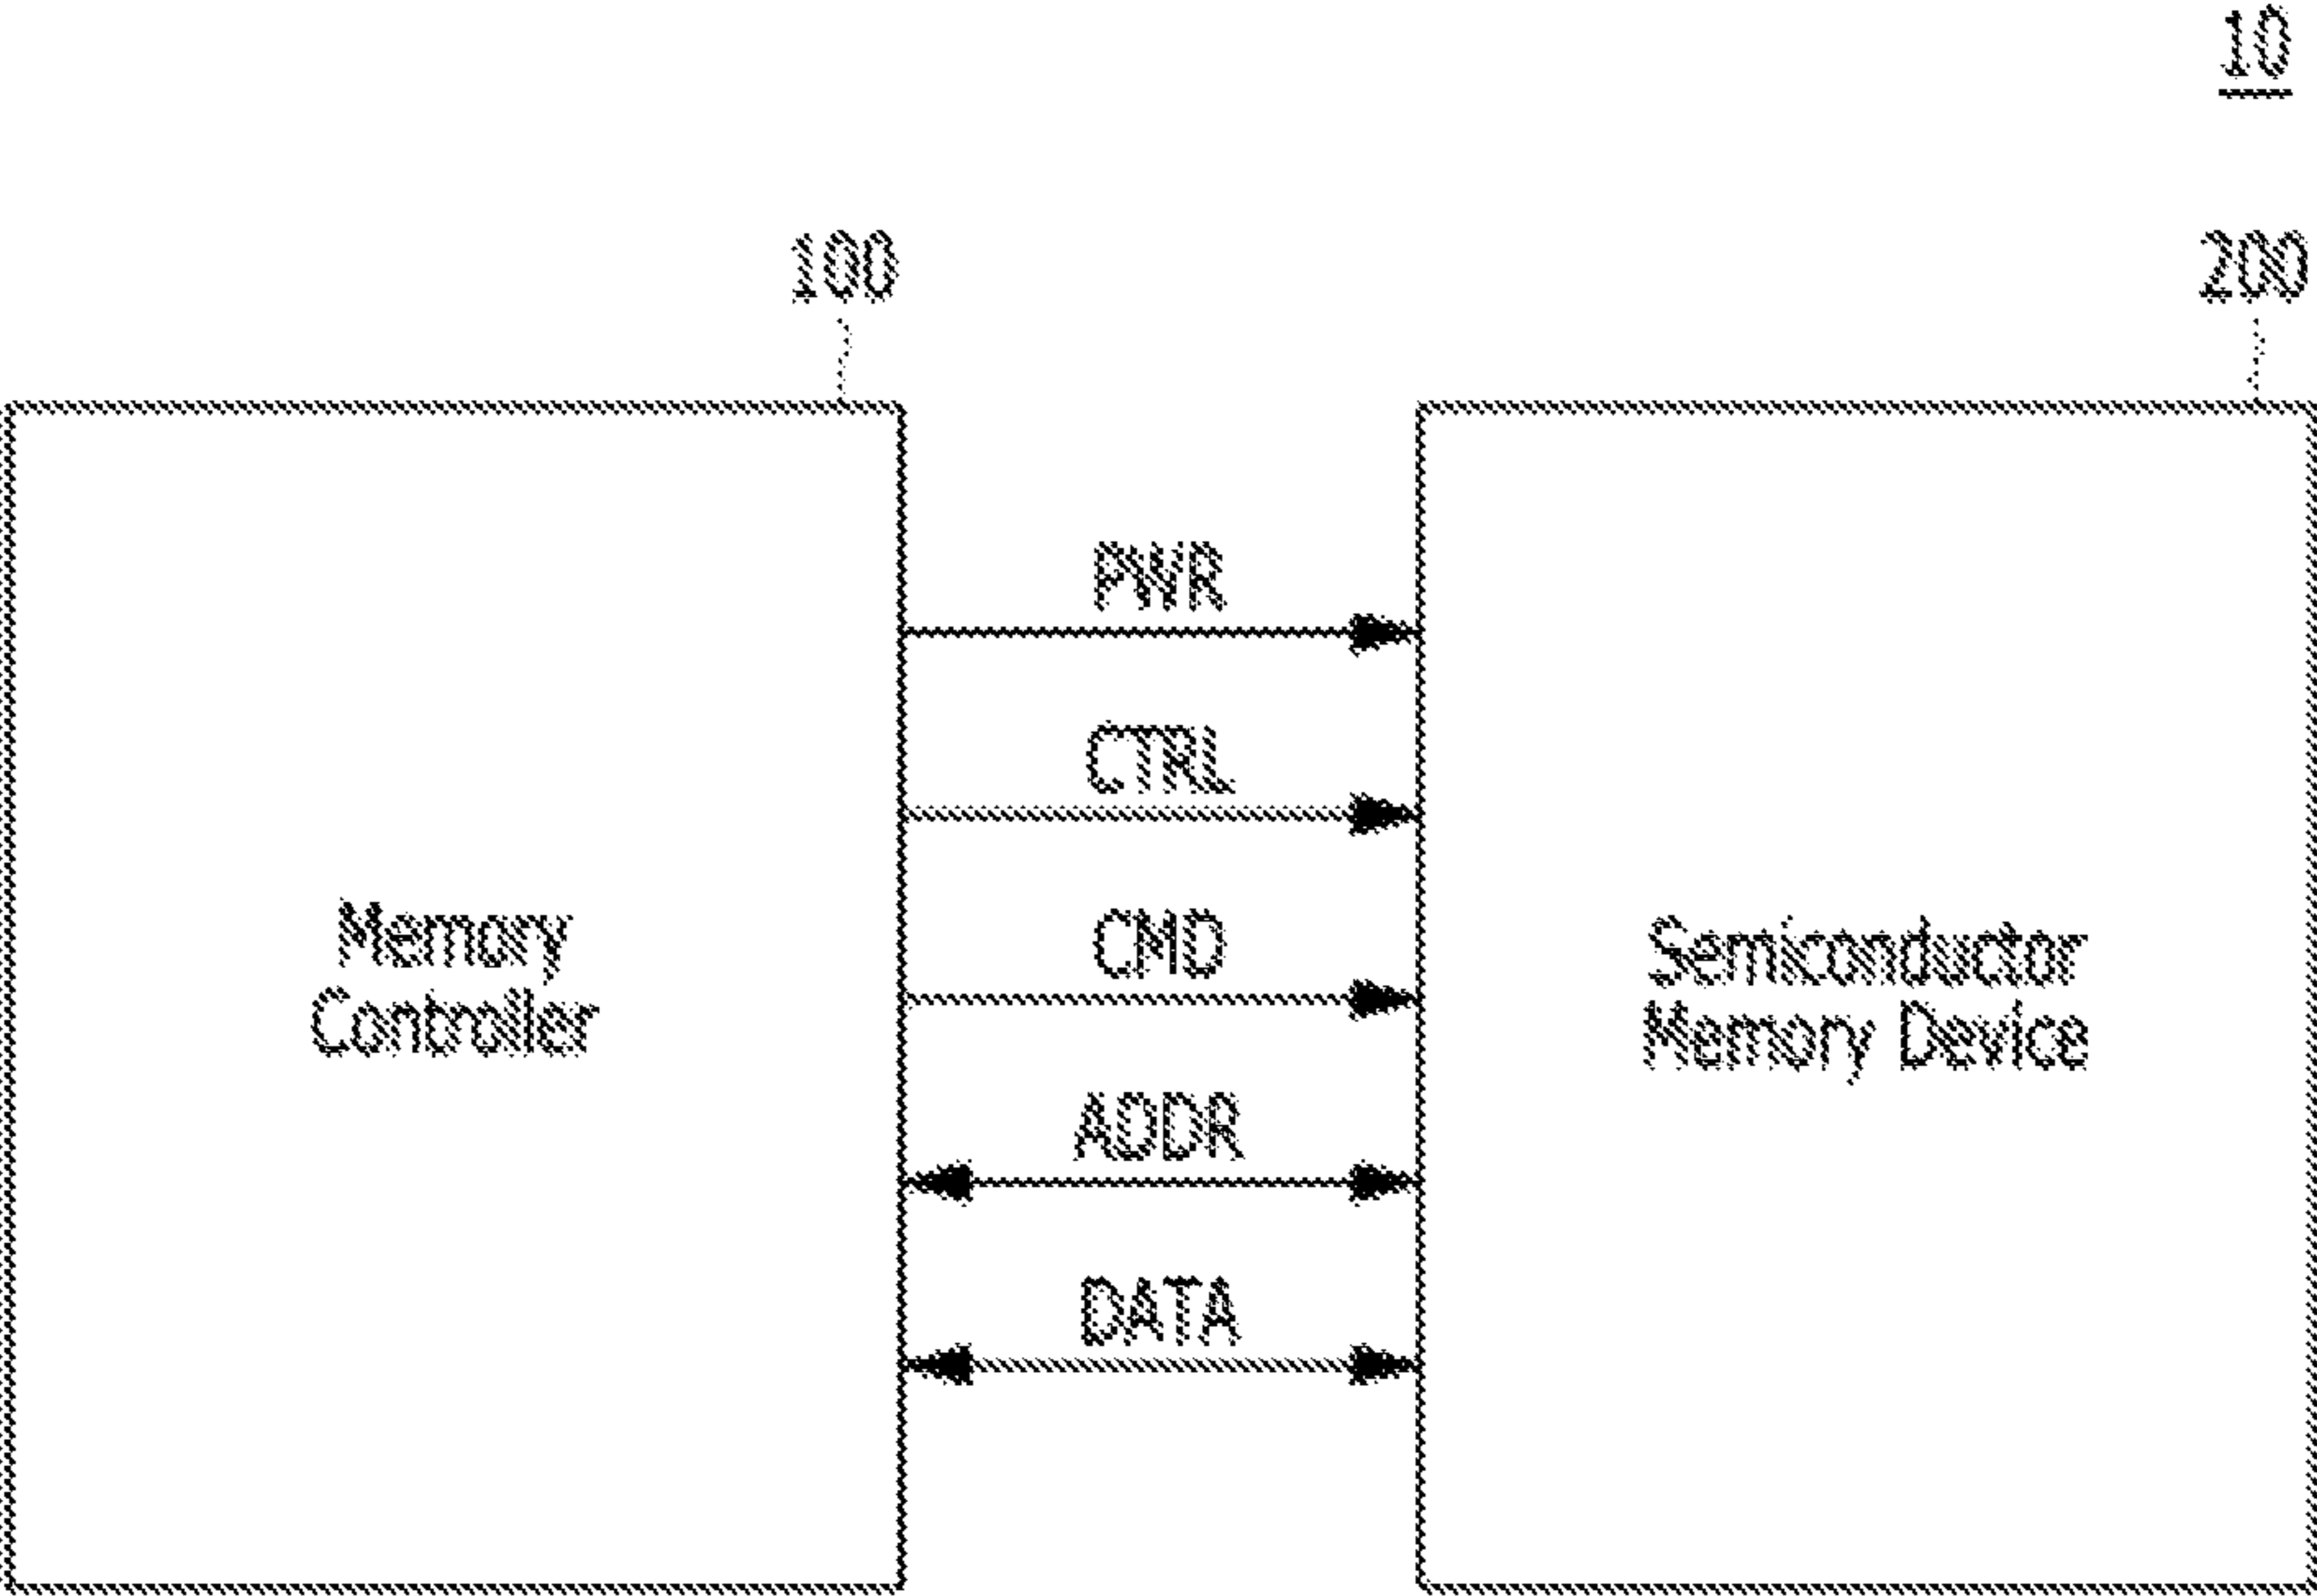 10
100
200
PWR
CTRL
CMD
ADDR
DATA
Memory
Controller
Semiconductor
Memory Device